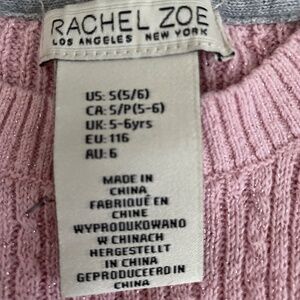 RACHEL ZOE
LOS ANGELES NEW YORK
US: S(5/6)
CA: S/P(5-6)
UK: 5-6yrs
EU: 116
AU: 6
MADE IN
CHINA
FABRIQUÉ EN
CHINE
WYPRODUKOWANO
W CHINACH
HERGESTELLT
IN CHINA
GEPRODUCEERD IN
CHINA